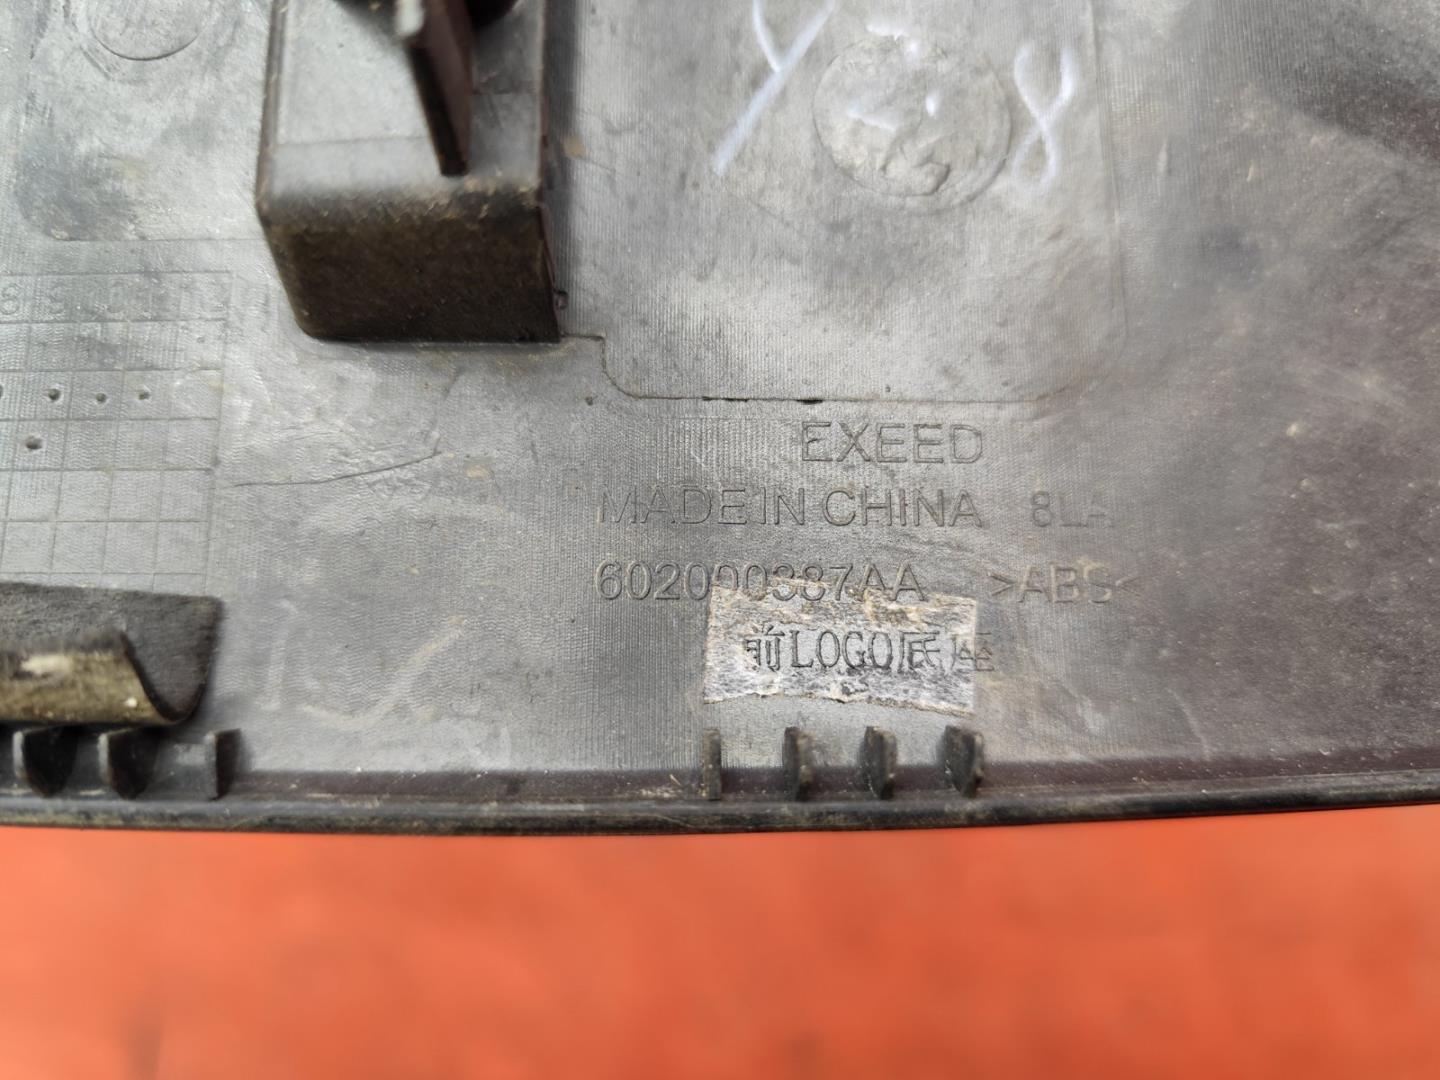 EXEED
MADE IN CHINA 8LA
602000387AA >ABS<
前LOGO底座